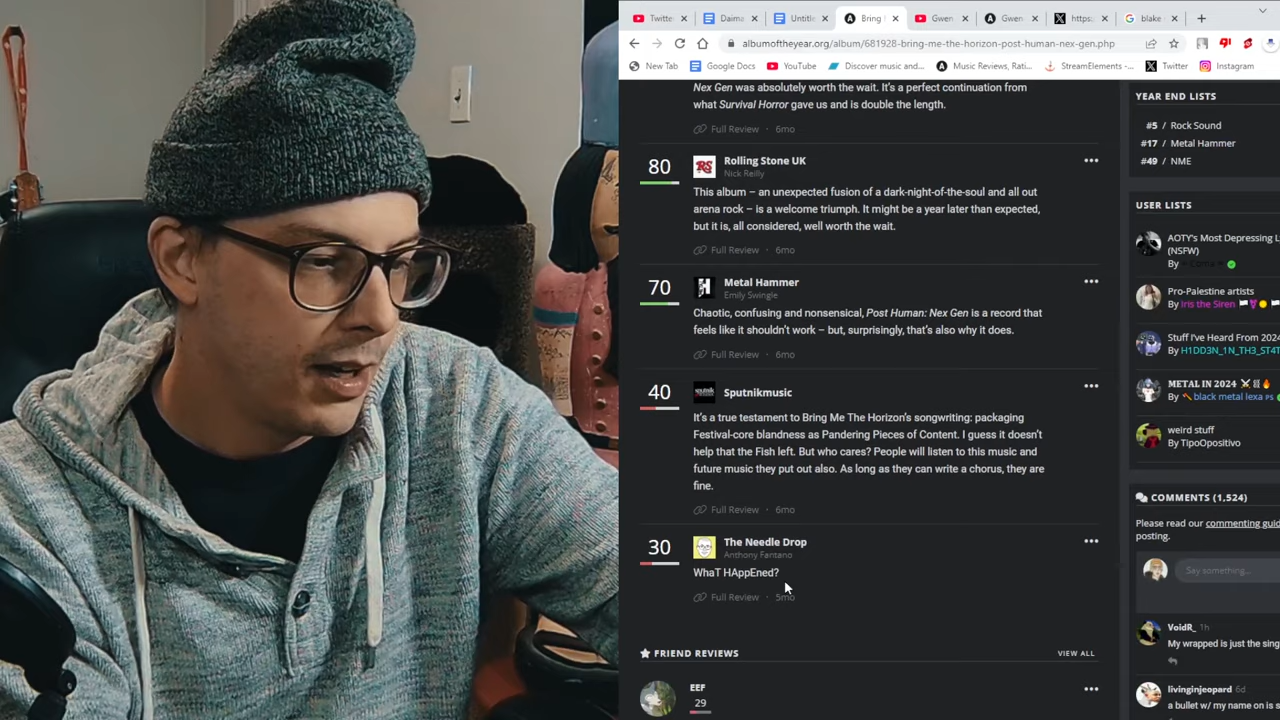 Twitte
Daima
Untitle
Bring
Gwen
Gwen
https:
blake
albumoftheyear.org/album/681928-bring-me-the-horizon-post-human-nex-gen.php
New Tab
Google Docs
YouTube
Discover music and...
Music Reviews, Rati...
StreamElements -...
Twitter
Instagram
Nex Gen was absolutely worth the wait. It's a perfect continuation from
what Survival Horror gave us and is double the length.
Full Review · 6mo
80
Rolling Stone UK
Nick Reilly
This album – an unexpected fusion of a dark-night-of-the-soul and all out
arena rock – is a welcome triumph. It might be a year later than expected,
but it is, all considered, well worth the wait.
Full Review · 6mo
70
Metal Hammer
Emily Swingle
Chaotic, confusing and nonsensical, Post Human: Nex Gen is a record that
feels like it shouldn't work – but, surprisingly, that's also why it does.
Full Review · 6mo
40
Sputnikmusic
It's a true testament to Bring Me The Horizon's songwriting: packaging
Festival-core blandness as Pandering Pieces of Content. I guess it doesn't
help that the Fish left. But who cares? People will listen to this music and
future music they put out also. As long as they can write a chorus, they are
fine.
Full Review · 6mo
30
The Needle Drop
Anthony Fantano
WhaT HAppEned?
Full Review · 5mo
FRIEND REVIEWS
VIEW ALL
EEF
29
YEAR END LISTS
#5 / Rock Sound
#17 / Metal Hammer
#49 / NME
USER LISTS
AOTY's Most Depressing L
(NSFW)
By
Pro-Palestine artists
By Iris the Siren
Stuff I've Heard From 2024
By H1DD3N_1N_TH3_ST4T
METAL IN 2024
By black metal lexa
weird stuff
By TipoOpositivo
COMMENTS (1,524)
Please read our commenting guid
posting.
Say something...
VoidR_ 1h
My wrapped is just the sing
livinginjeopard 6d
a bullet w/ my name on is s